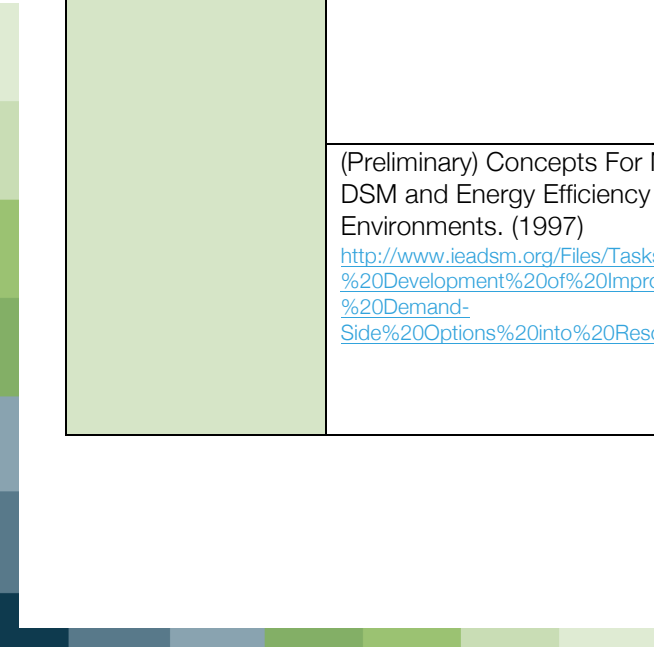 (Preliminary) Concepts For
DSM and Energy Efficiency
Environments. (1997)
http://www.ieadsm.org/Files/Tasks
%20Development%20of%20Impro
%20Demand-
Side%20Options%20into%20Reso